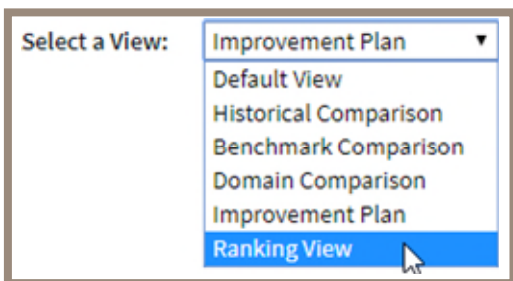 Select a View: Improvement Plan
Default View
Historical Comparison
Benchmark Comparison
Domain Comparison
Improvement Plan
Ranking View